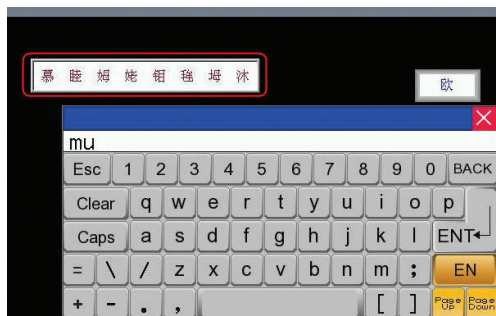 慕 睦 姆 姥 钼 毪 坶 沐
欧
mu
Esc 1 2 3 4 5 6 7 8 9 0 BACK
Clear q w e r t y u i o p
Caps a s d f g h j k l ENT
= \ / z x c v b n m ; EN
+ - . , [ ] Page Up Page Down